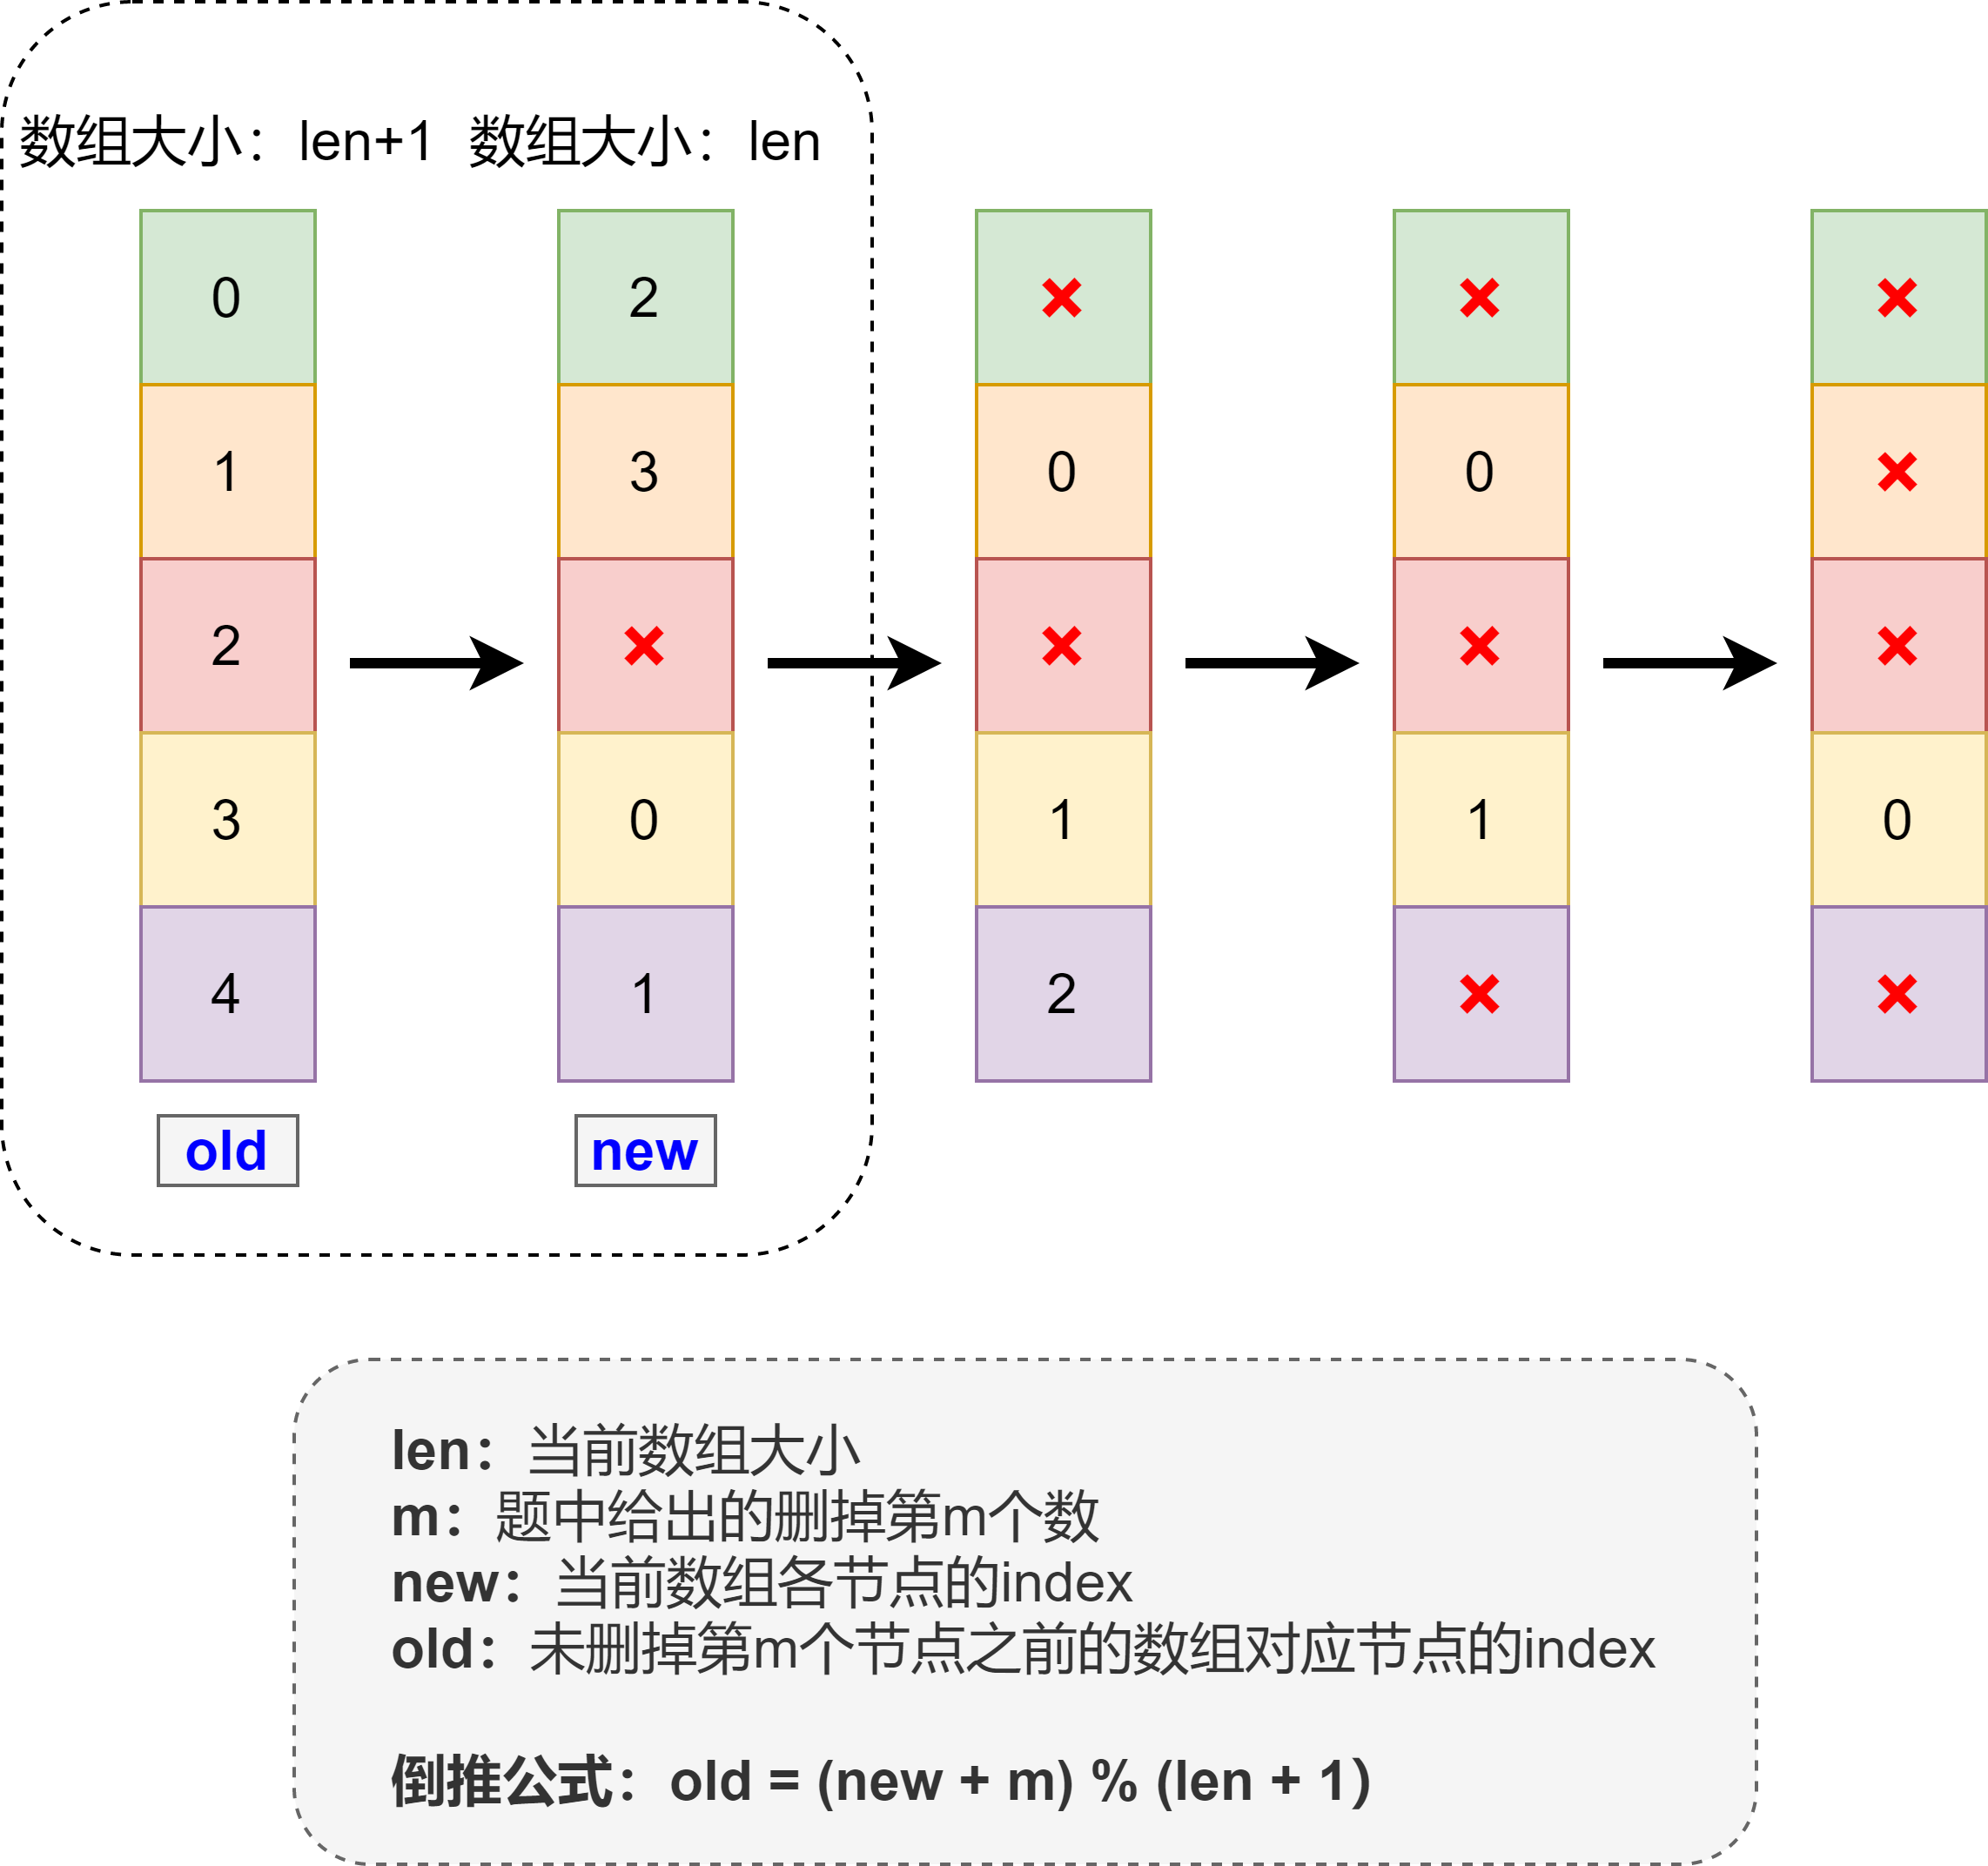 数组大小：len+1 数组大小：len
0 2 × × ×
1 3 0 0 ×
2 × × × ×
3 0 1 1 0
4 1 2 × ×
old new
len：当前数组大小
m：题中给出的删掉第m个数
new：当前数组各节点的index
old：未删掉第m个节点之前的数组对应节点的index
倒推公式：old = (new + m) % (len + 1）